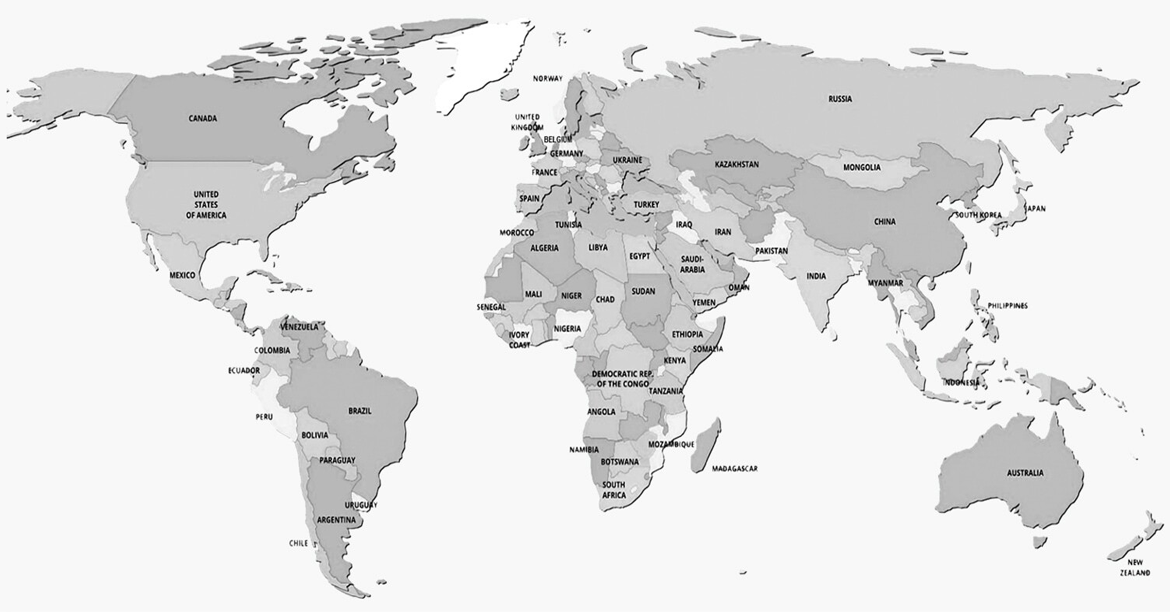 NORWAY
RUSSIA
CANADA
UNITED
KINGDOM
BELGIUM
GERMANY
UKRAINE
KAZAKHSTAN
MONGOLIA
FRANCE
UNITED
STATES
OF AMERICA
SPAIN
TURKEY
JAPAN
SOUTH KOREA
CHINA
TUNISIA
IRAQ
MOROCCO
IRAN
ALGERIA
LIBYA
PAKISTAN
EGYPT
SAUDI-
ARABIA
MEXICO
INDIA
MYANMAR
OMAN
MALI
NIGER
CHAD
SUDAN
YEMEN
SENEGAL
PHILIPPINES
VENEZUELA
NIGERIA
IVORY
COAST
ETHIOPIA
COLOMBIA
SOMALIA
KENYA
ECUADOR
DEMOCRATIC REP.
OF THE CONGO
INDONESIA
TANZANIA
BRAZIL
ANGOLA
PERU
BOLIVIA
MOZAMBIQUE
NAMIBIA
PARAGUAY
BOTSWANA
MADAGASCAR
AUSTRALIA
SOUTH
AFRICA
URUGUAY
ARGENTINA
CHILE
NEW
ZEALAND